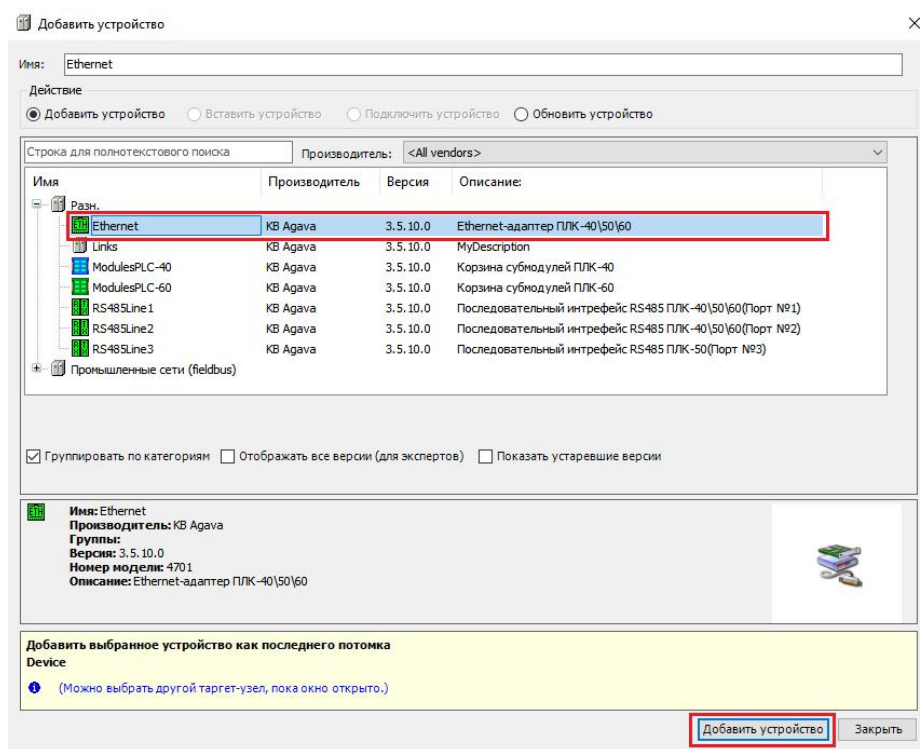 Добавить устройство
Имя: Ethernet
Действие
Добавить устройство Вставить устройство Подключить устройство Обновить устройство
Строка для полнотекстового поиска Производитель: <All vendors>
Имя Производитель Версия Описание:
Разн.
Ethernet KB Agava 3.5.10.0 Ethernet-адаптер ПЛК-40\50\60
Links KB Agava 3.5.10.0 MyDescription
ModulesPLC-40 KB Agava 3.5.10.0 Корзина субмодулей ПЛК-40
ModulesPLC-60 KB Agava 3.5.10.0 Корзина субмодулей ПЛК-60
RS485Line1 KB Agava 3.5.10.0 Последовательный интрефейс RS485 ПЛК-40\50\60(Порт №1)
RS485Line2 KB Agava 3.5.10.0 Последовательный интрефейс RS485 ПЛК-40\50\60(Порт №2)
RS485Line3 KB Agava 3.5.10.0 Последовательный интрефейс RS485 ПЛК-50(Порт №3)
Промышленные сети (fieldbus)
Группировать по категориям Отображать все версии (для экспертов) Показать устаревшие версии
ETH Имя: Ethernet
Производитель: KB Agava
Группы:
Версия: 3.5.10.0
Номер модели: 4701
Описание: Ethernet-адаптер ПЛК-40\50\60
Добавить выбранное устройство как последнего потомка
Device
(Можно выбрать другой таргет-узел, пока окно открыто.)
Добавить устройство Закрыть